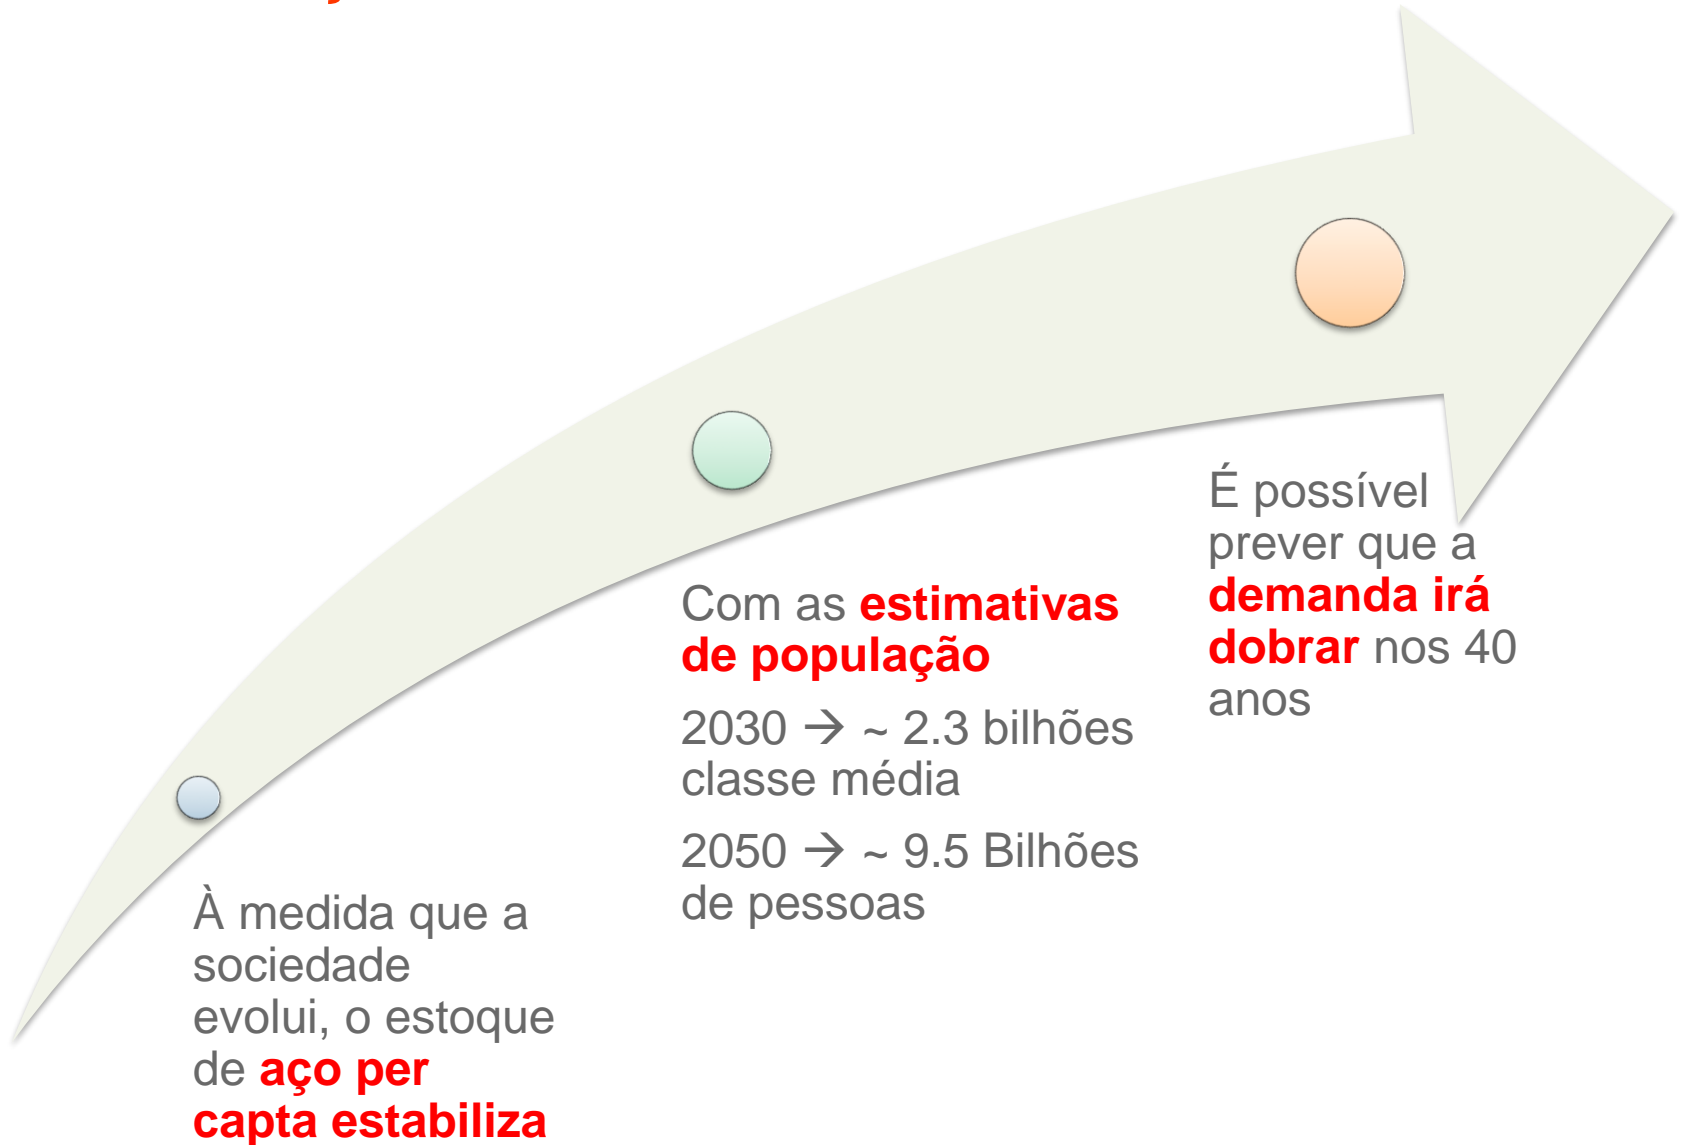 À medida que a
sociedade
evolui, o estoque
de aço per
capta estabiliza
Com as estimativas
de população
2030 → ~ 2.3 bilhões
classe média
2050 → ~ 9.5 Bilhões
de pessoas
É possível
prever que a
demanda irá
dobrar nos 40
anos